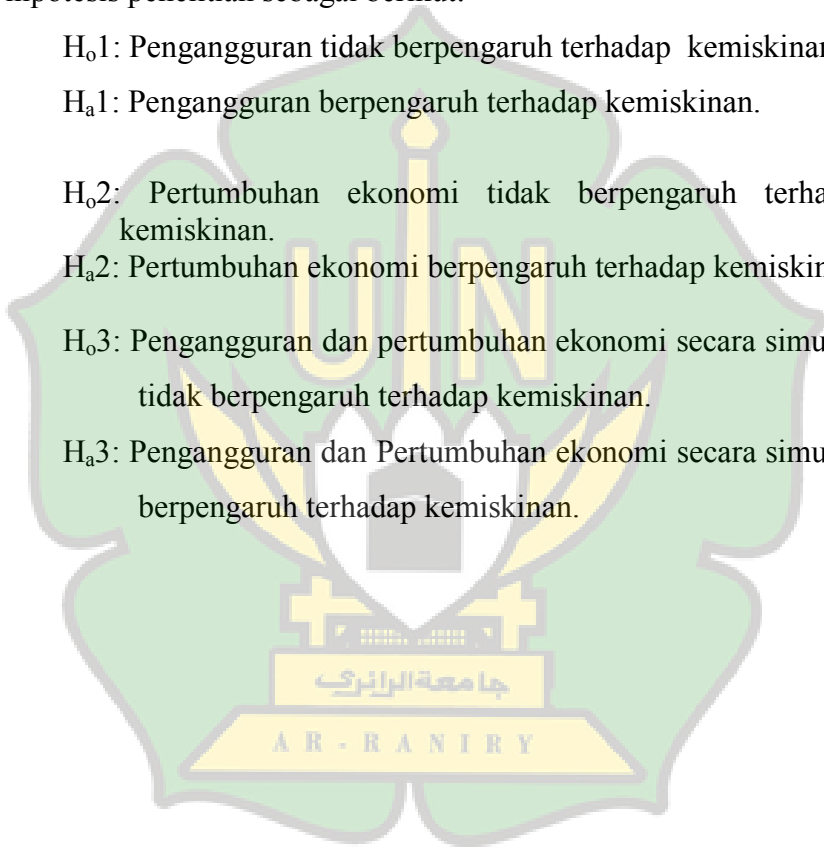 hipotesis penelitian sebagai berikut:
Hₒ1: Pengangguran tidak berpengaruh terhadap kemiskinan
Hₐ1: Pengangguran berpengaruh terhadap kemiskinan.
Hₒ2: Pertumbuhan ekonomi tidak berpengaruh terha
kemiskinan.
Hₐ2: Pertumbuhan ekonomi berpengaruh terhadap kemiskin
Hₒ3: Pengangguran dan pertumbuhan ekonomi secara simu
tidak berpengaruh terhadap kemiskinan.
Hₐ3: Pengangguran dan Pertumbuhan ekonomi secara simu
berpengaruh terhadap kemiskinan.
UIN
جامعة الرانري
AR-RANIRY